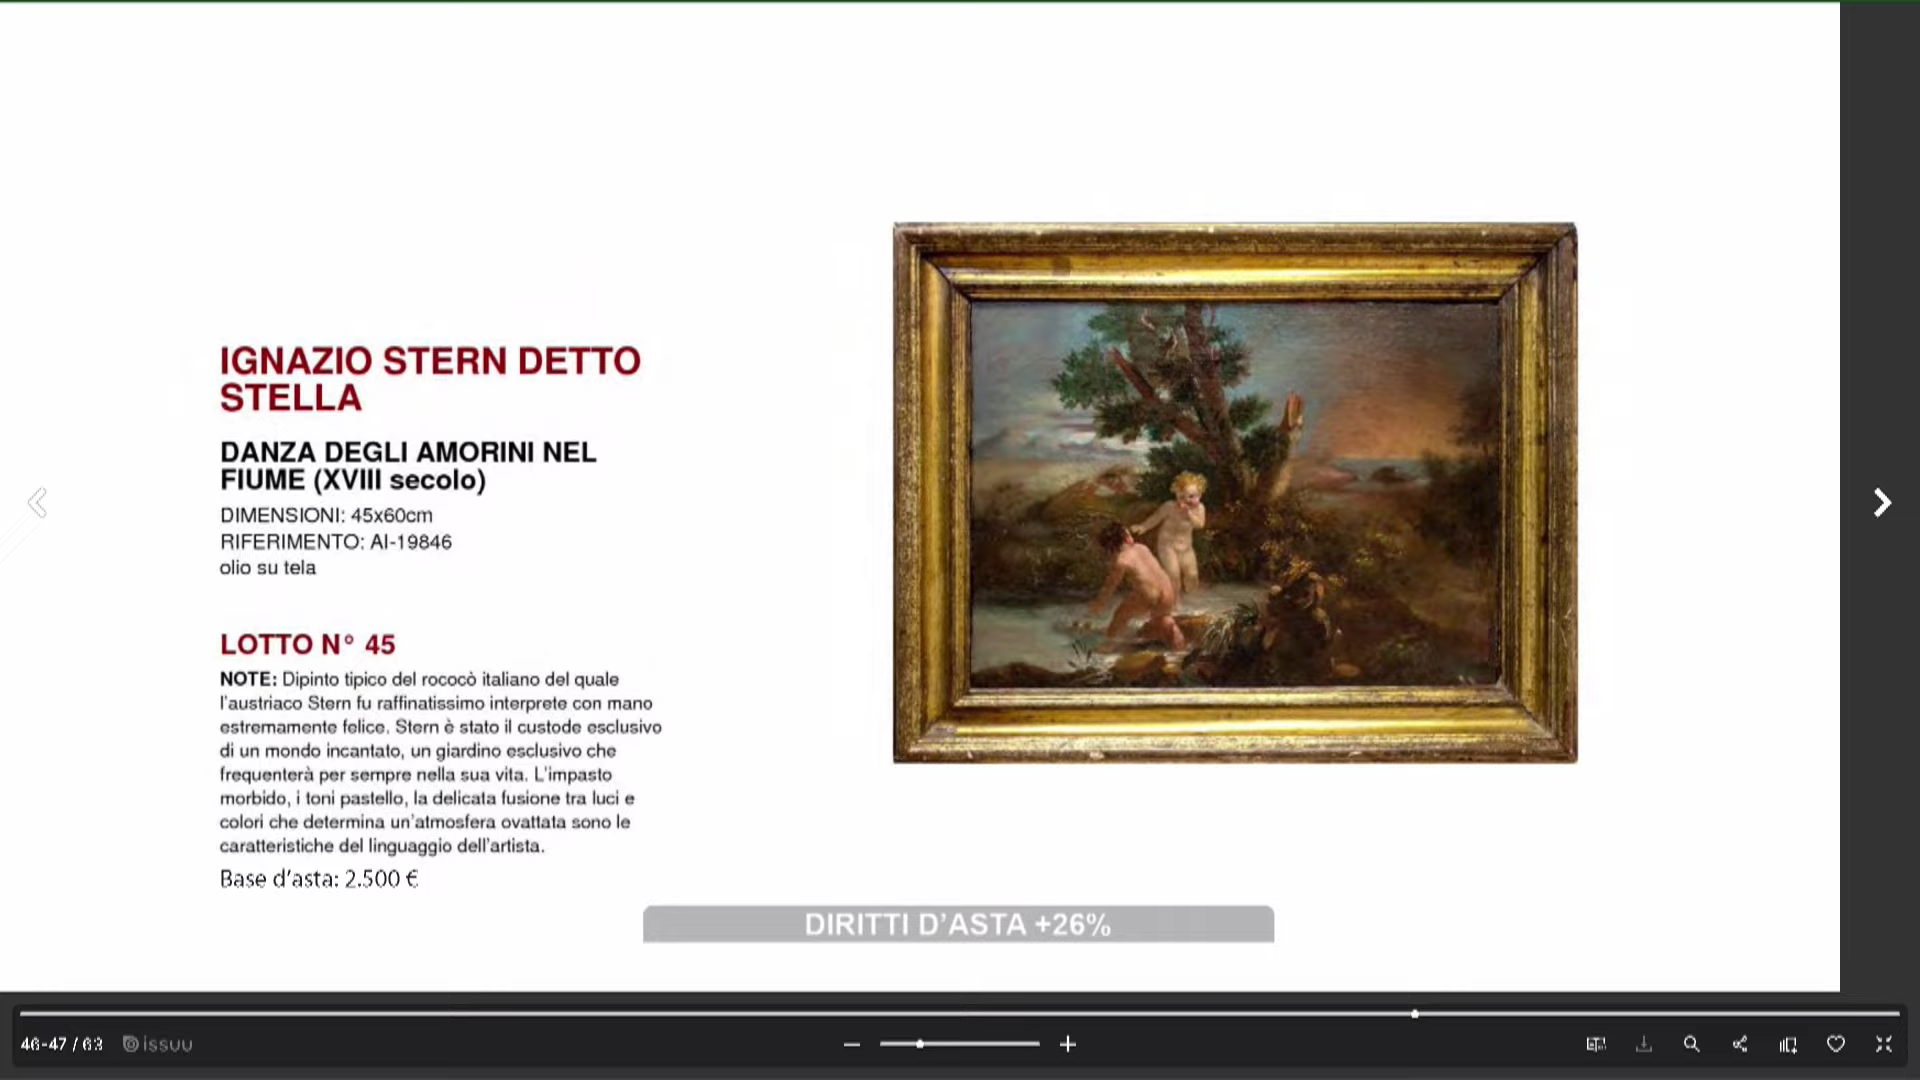 IGNAZIO STERN DETTO
STELLA
DANZA DEGLI AMORINI NEL
FIUME (XVIII secolo)
DIMENSIONI: 45x60cm
RIFERIMENTO: AI-19846
olio su tela
LOTTO N° 45
NOTE: Dipinto tipico del rococò italiano del quale
l'austriaco Stern fu raffinatissimo interprete con mano
estremamente felice. Stern è stato il custode esclusivo
di un mondo incantato, un giardino esclusivo che
frequenterà per sempre nella sua vita. L'impasto
morbido, i toni pastello, la delicata fusione tra luci e
colori che determina un'atmosfera ovattata sono le
caratteristiche del linguaggio dell'artista.
Base d'asta: 2.500 €
DIRITTI D'ASTA +26%
46-47 / 63 issuu